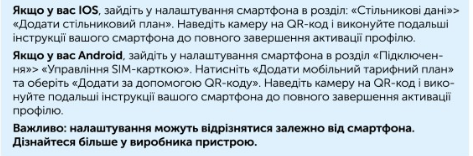 Якщо у вас IOS, зайдіть у налаштування смартфона в розділ: «Стільникові дані»>
«Додати стільниковий план». Наведіть камеру на QR-код і виконуйте подальші
інструкції вашого смартфона до повного завершення активації профілю.
Якщо у вас Android, зайдіть у налаштування смартфона в розділ «Підключен-
ня»> «Управління SIM-карткою». Натисніть «Додати мобільний тарифний план»
та оберіть «Додати за допомогою QR-коду». Наведіть камеру на QR-код і вико-
нуйте подальші інструкції вашого смартфона до повного завершення активації
профілю.
Важливо: налаштування можуть відрізнятися залежно від смартфона.
Дізнайтеся більше у виробника пристрою.